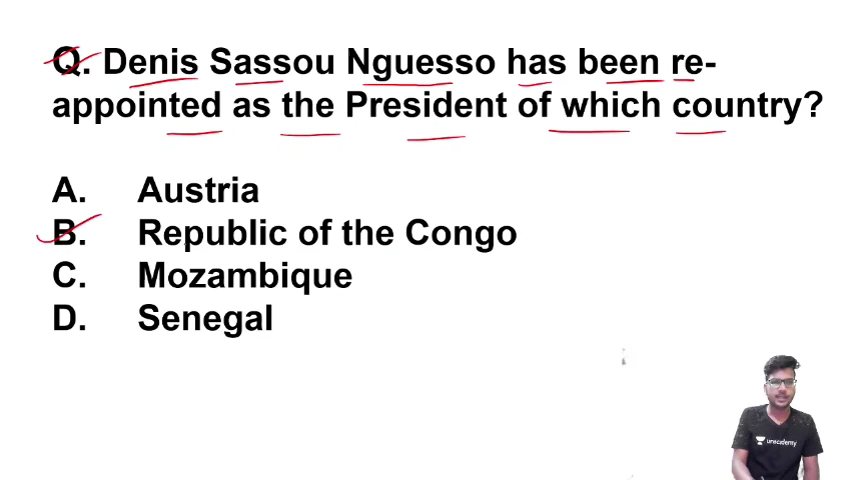 Q. Denis Sassou Nguesso has been re-
appointed as the President of which country?
A. Austria
B. Republic of the Congo
C. Mozambique
D. Senegal
unacademy